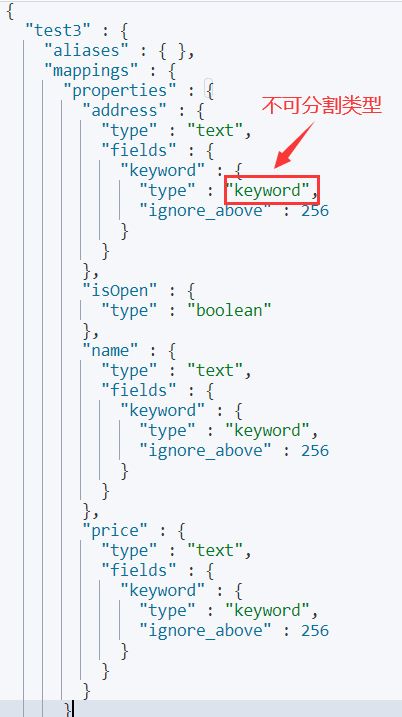 {
"test3" : {
"aliases" : { },
"mappings" : {
"properties" : {
不可分割类型
"address" : {
"type" : "text",
"fields" : {
"keyword" : {
"type" : "keyword",
"ignore_above" : 256
}
}
},
"isOpen" : {
"type" : "boolean"
},
"name" : {
"type" : "text",
"fields" : {
"keyword" : {
"type" : "keyword",
"ignore_above" : 256
}
}
},
"price" : {
"type" : "text",
"fields" : {
"keyword" : {
"type" : "keyword",
"ignore_above" : 256
}
}
}
}